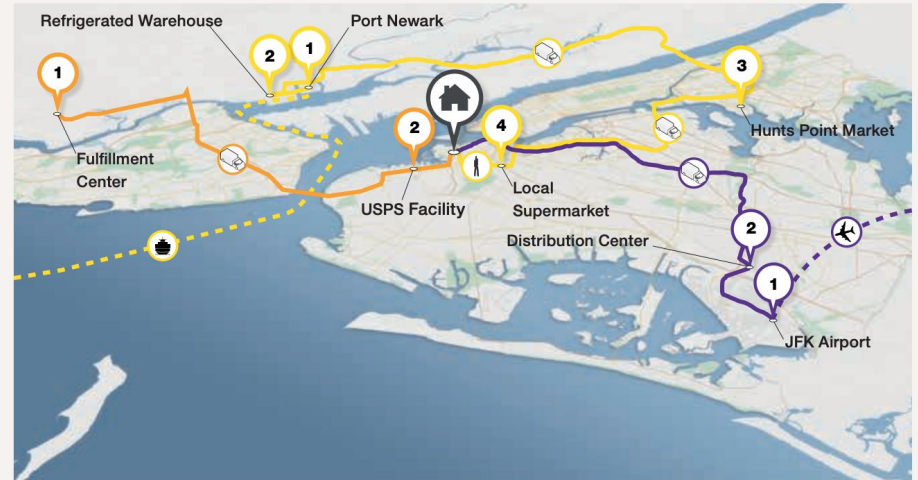 Refrigerated Warehouse
Port Newark
2
1
1
3
2
4
Hunts Point Market
Fulfillment
Center
USPS Facility
Local
Supermarket
Distribution Center
2
1
JFK Airport